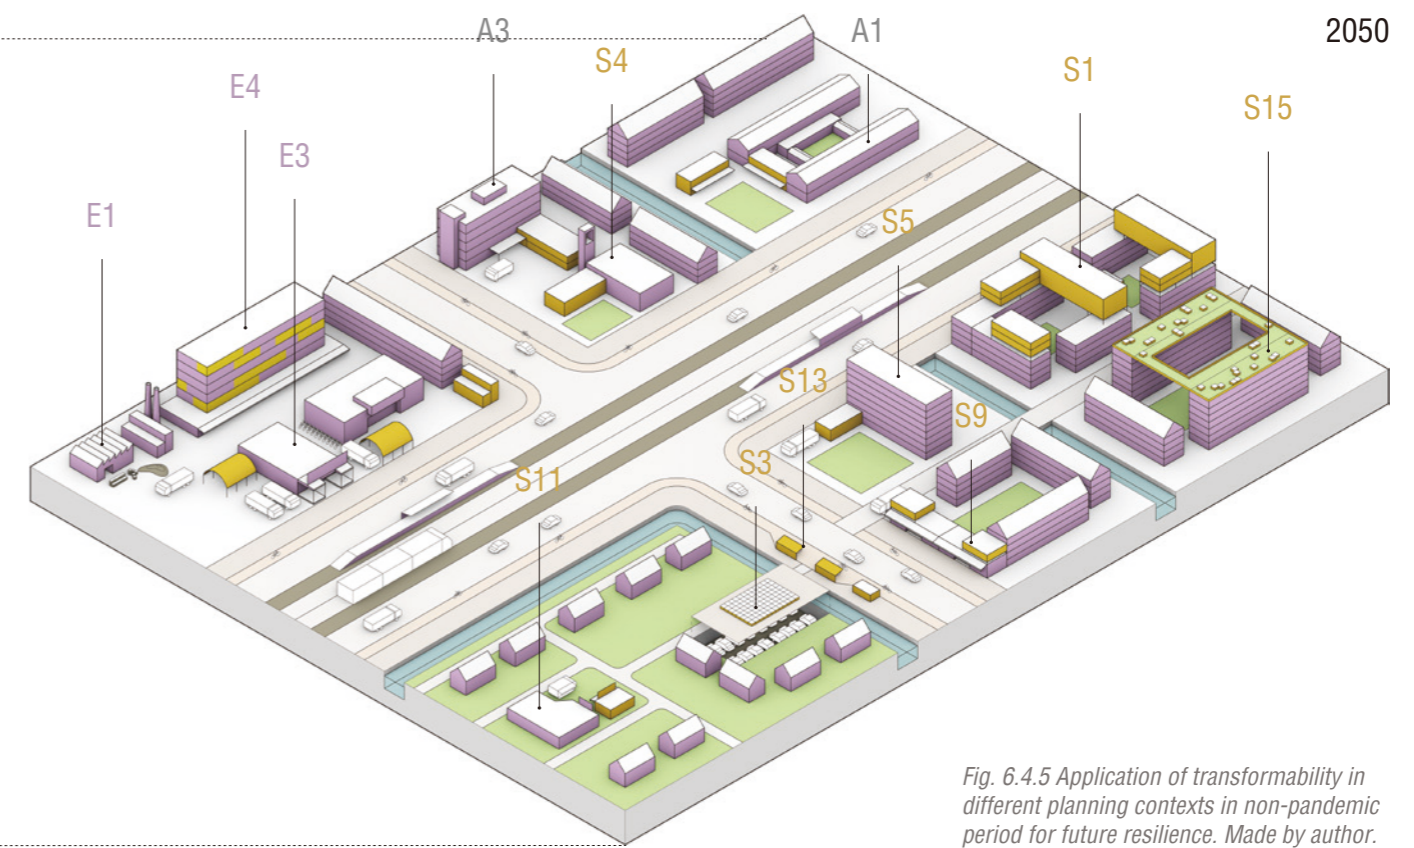 2050
A3
A1
S4
S1
E4
S15
E3
E1
S5
S13
S9
S3
S11
Fig. 6.4.5 Application of transformability in
different planning contexts in non-pandemic
period for future resilience. Made by author.